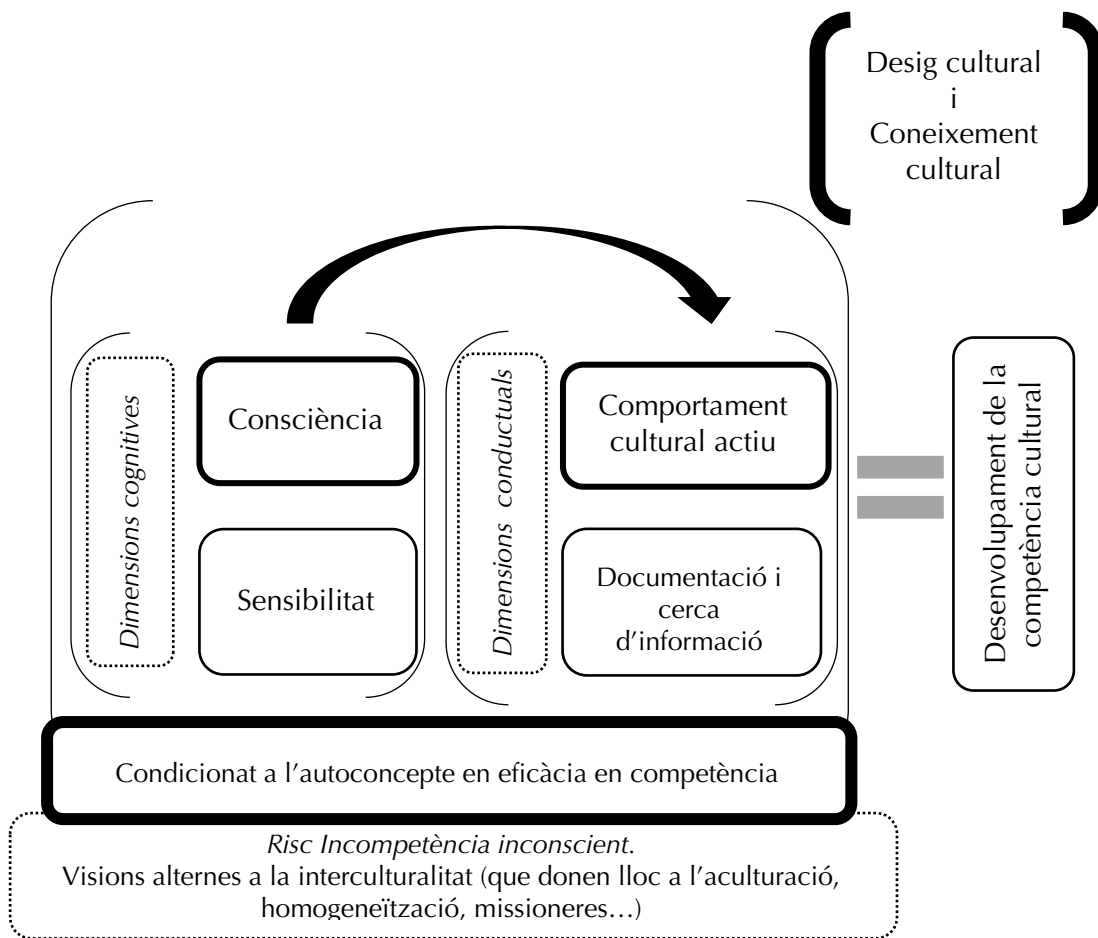 Desig cultural
i
Coneixement
cultural
Dimensions cognitives
Consciència
Sensibilitat
Dimensions conductuals
Comportament
cultural actiu
Documentació i
cerca
d’informació
Desenvolupament de la
competència cultural
Condicionat a l’autoconcepte en eficàcia en competència
Risc Incompetència inconscient.
Visions alternes a la interculturalitat (que donen lloc a l’aculturació,
homogeneïtzació, missioneres…)